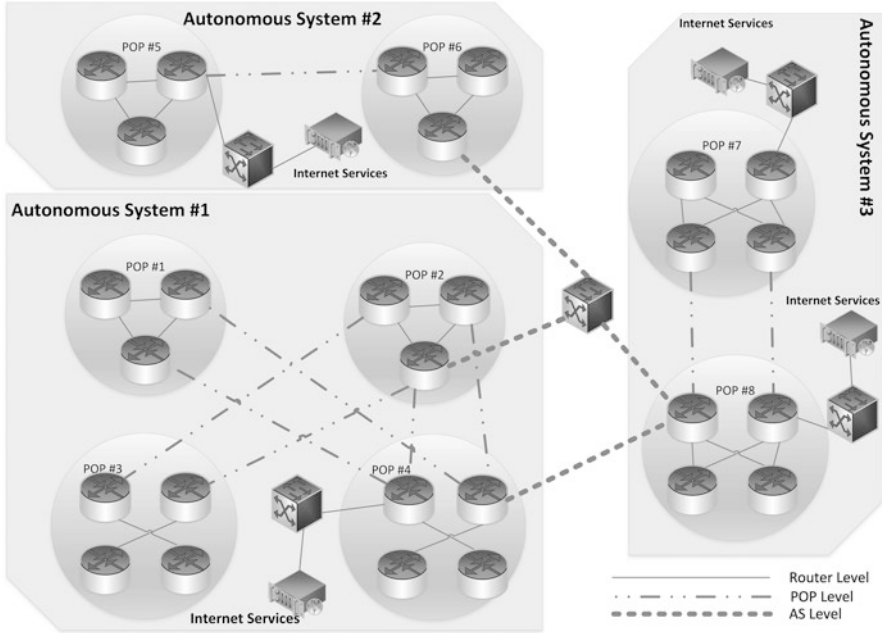 Autonomous System #2
POP #5
POP #6
Internet Services
Autonomous System #1
POP #1
POP #2
POP #3
POP #4
Internet Services
Internet Services
Autonomous System #3
POP #7
Internet Services
POP #8
Router Level
POP Level
AS Level